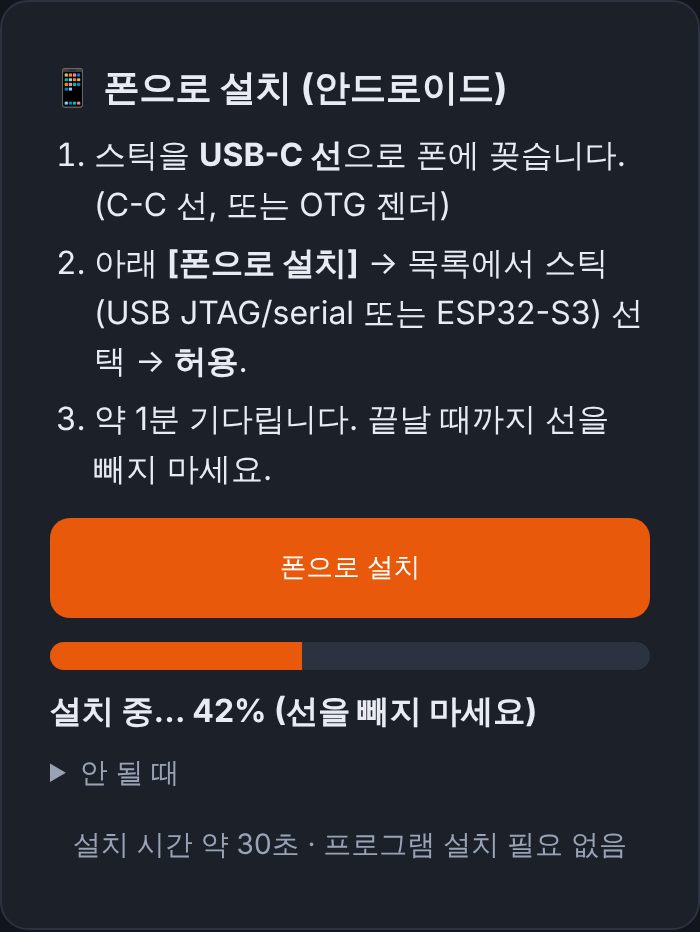 📱 폰으로 설치 (안드로이드)
1. 스틱을 USB-C 선으로 폰에 꽂습니다.
(C-C 선, 또는 OTG 젠더)
2. 아래 [폰으로 설치] → 목록에서 스틱
(USB JTAG/serial 또는 ESP32-S3) 선
택 → 허용.
3. 약 1분 기다립니다. 끝날 때까지 선을
빼지 마세요.
폰으로 설치
설치 중... 42% (선을 빼지 마세요)
▶ 안 될 때
설치 시간 약 30초 · 프로그램 설치 필요 없음